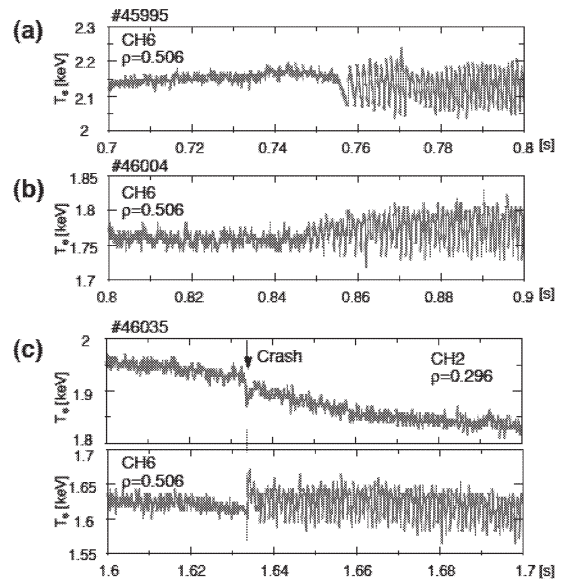 #45995
(a)
CH6
ρ=0.506
2.3
2.2
2.1
2
Tₑ [keV]
0.7 0.72 0.74 0.76 0.78 0.8 [s]
#46004
(b)
CH6
ρ=0.506
1.85
1.8
1.75
1.7
Tₑ [keV]
0.8 0.82 0.84 0.86 0.88 0.9 [s]
#46035
(c)
Crash
CH2
ρ=0.296
2
1.9
1.8
Tₑ [keV]
CH6
ρ=0.506
1.7
1.65
1.6
1.55
Tₑ [keV]
1.6 1.62 1.64 1.66 1.68 1.7 [s]